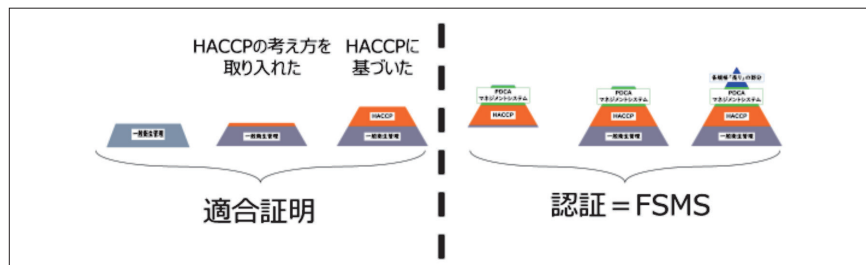 HACCPの考え方を
取り入れた
HACCPに
基づいた
一般衛生管理
一般衛生管理
HACCP
一般衛生管理
PDCA
マネジメントシステム
HACCP
PDCA
マネジメントシステム
HACCP
一般衛生管理
PDCA
マネジメントシステム
HACCP
一般衛生管理
適合証明
認証=FSMS